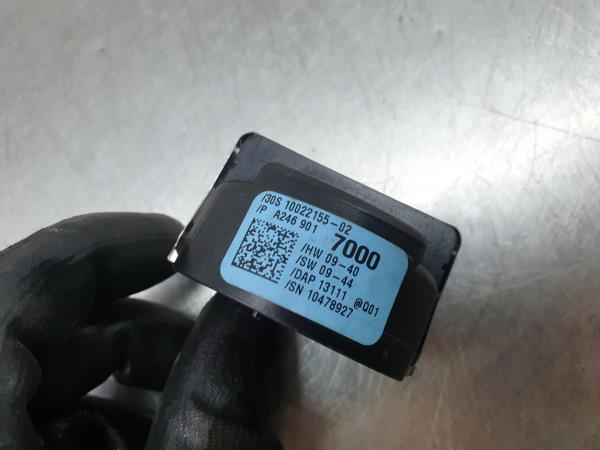 /30S 10022155-02
/P A246 901 7000
/HW 09-40
/SW 09-44
/DAP 13111 @Q01
/SN 10478927